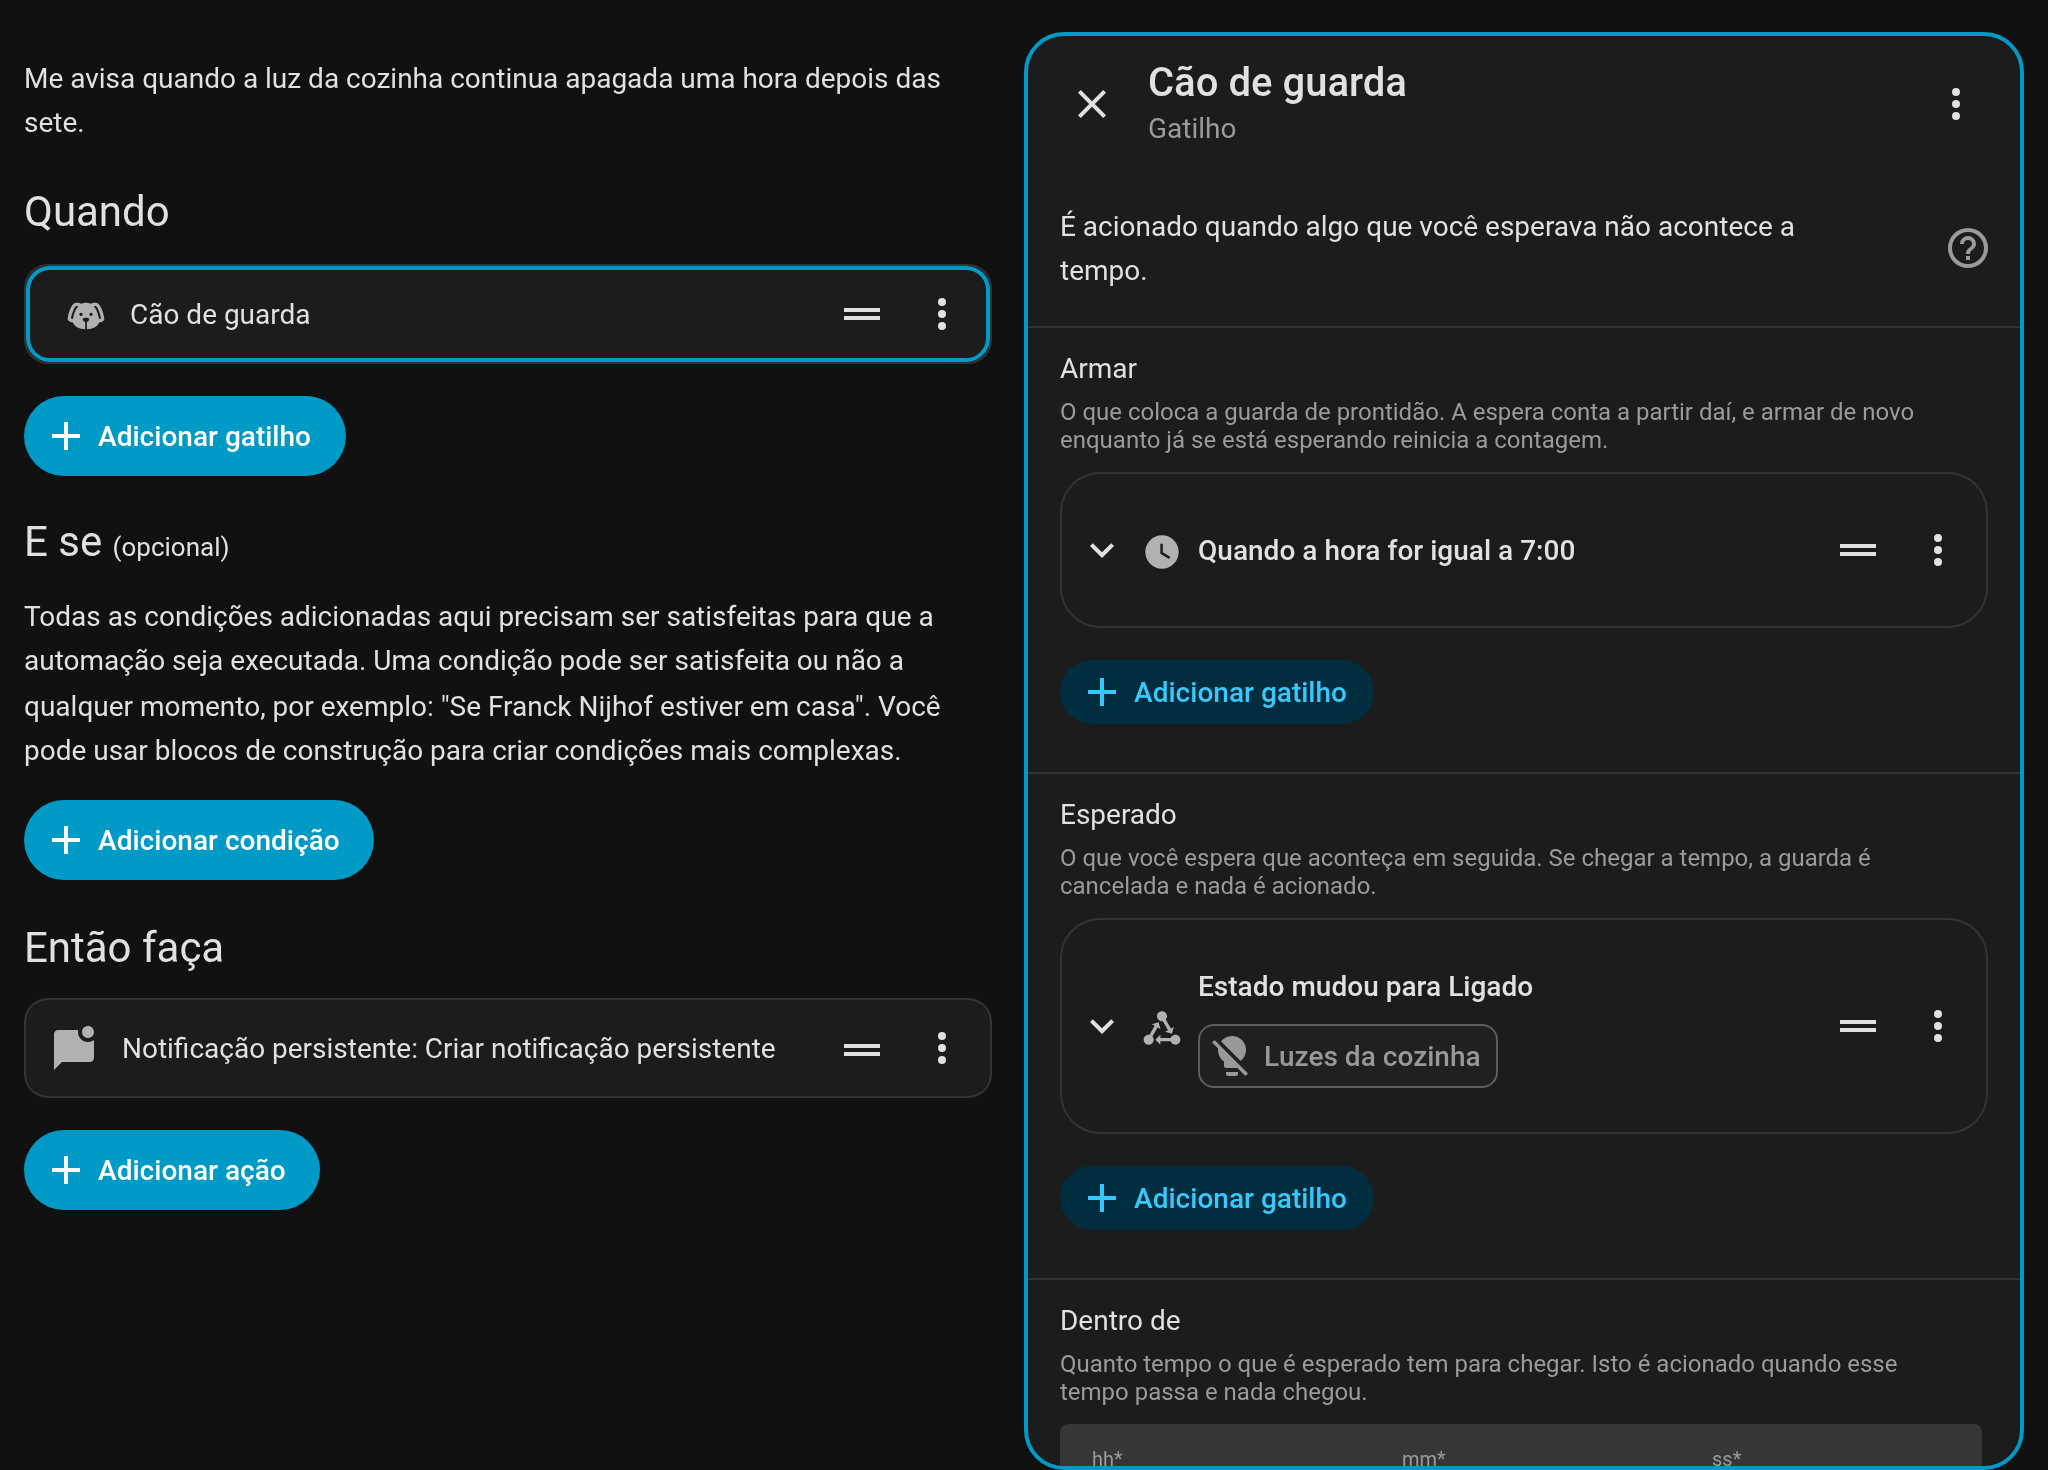 Me avisa quando a luz da cozinha continua apagada uma hora depois das
sete.
Quando
Cão de guarda
Adicionar gatilho
E se (opcional)
Todas as condições adicionadas aqui precisam ser satisfeitas para que a
automação seja executada. Uma condição pode ser satisfeita ou não a
qualquer momento, por exemplo: "Se Franck Nijhof estiver em casa". Você
pode usar blocos de construção para criar condições mais complexas.
Adicionar condição
Então faça
Notificação persistente: Criar notificação persistente
Adicionar ação
Cão de guarda
Gatilho
É acionado quando algo que você esperava não acontece a
tempo.
Armar
O que coloca a guarda de prontidão. A espera conta a partir daí, e armar de novo
enquanto já se está esperando reinicia a contagem.
Quando a hora for igual a 7:00
Adicionar gatilho
Esperado
O que você espera que aconteça em seguida. Se chegar a tempo, a guarda é
cancelada e nada é acionado.
Estado mudou para Ligado
Luzes da cozinha
Adicionar gatilho
Dentro de
Quanto tempo o que é esperado tem para chegar. Isto é acionado quando esse
tempo passa e nada chegou.
hh* mm* ss*